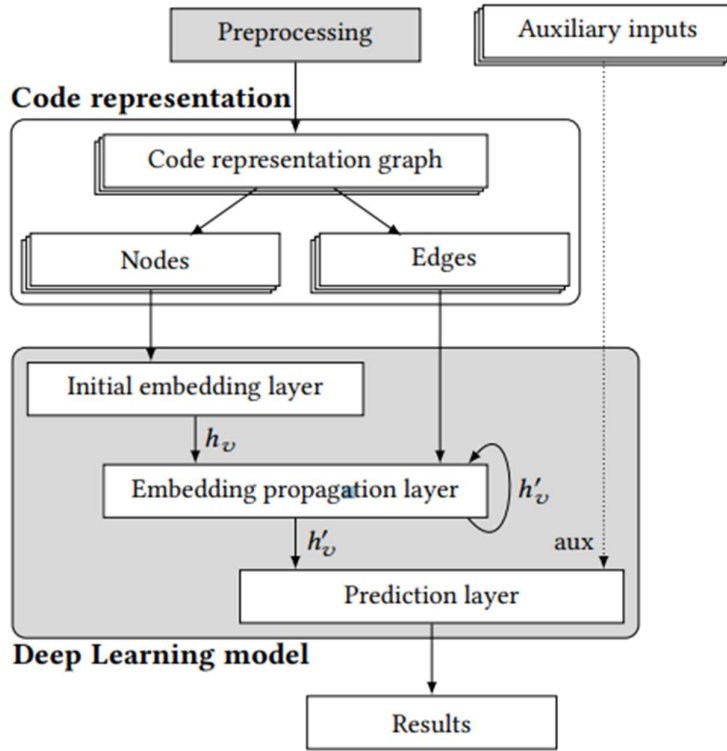 Preprocessing
Auxiliary inputs
Code representation
Code representation graph
Nodes
Edges
Initial embedding layer
h_v
Embedding propagation layer
h'_v
h'_v
aux
Prediction layer
Deep Learning model
Results